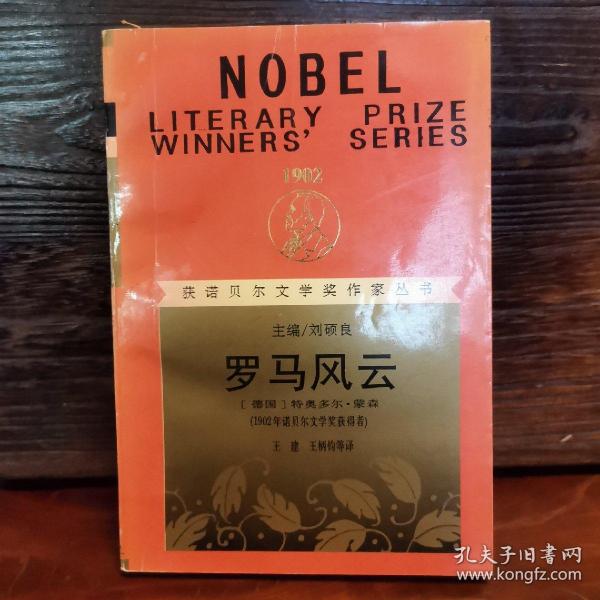 NOBEL
LITERARY PRIZE
WINNERS' SERIES
1902
获诺贝尔文学奖作家丛书
主编/刘硕良
罗马风云
[德国]特奥多尔·蒙森
(1902年诺贝尔文学奖获得者)
王 建 王炳钧等译
孔夫子旧书网
www.kongfz.com